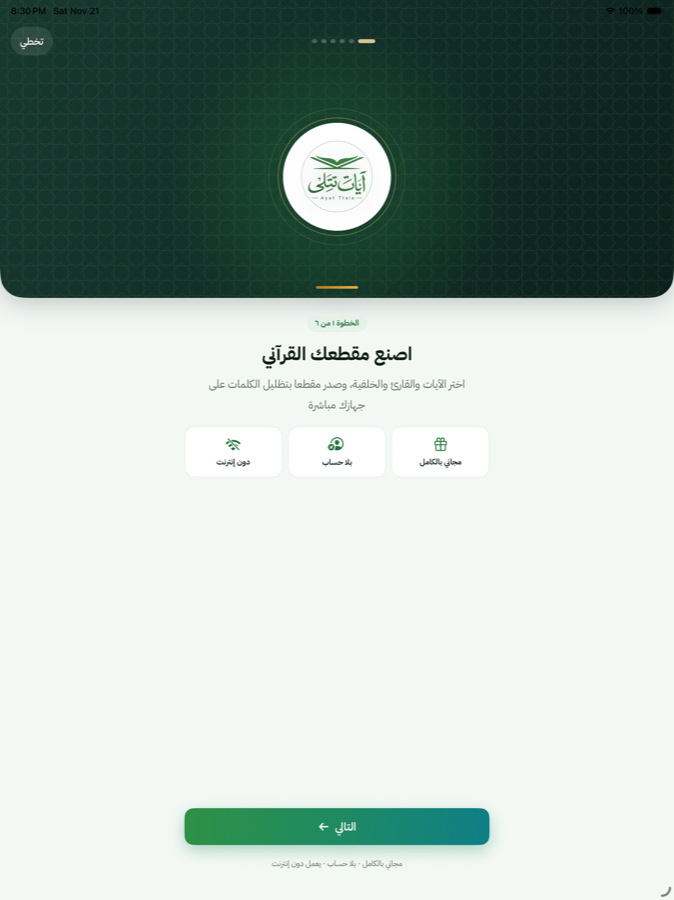 8:30 PM Sat Nov 21
100%
تخطي
آيات تتلى
Ayat Ttela
الخطوة ١ من ٦
اصنع مقطعك القرآني
اختر الآيات والقارئ والخلفية، وصدر مقطعا بتظليل الكلمات على
جهازك مباشرة
مجاني بالكامل
بلا حساب
دون إنترنت
التالي
مجاني بالكامل · بلا حساب · يعمل دون إنترنت